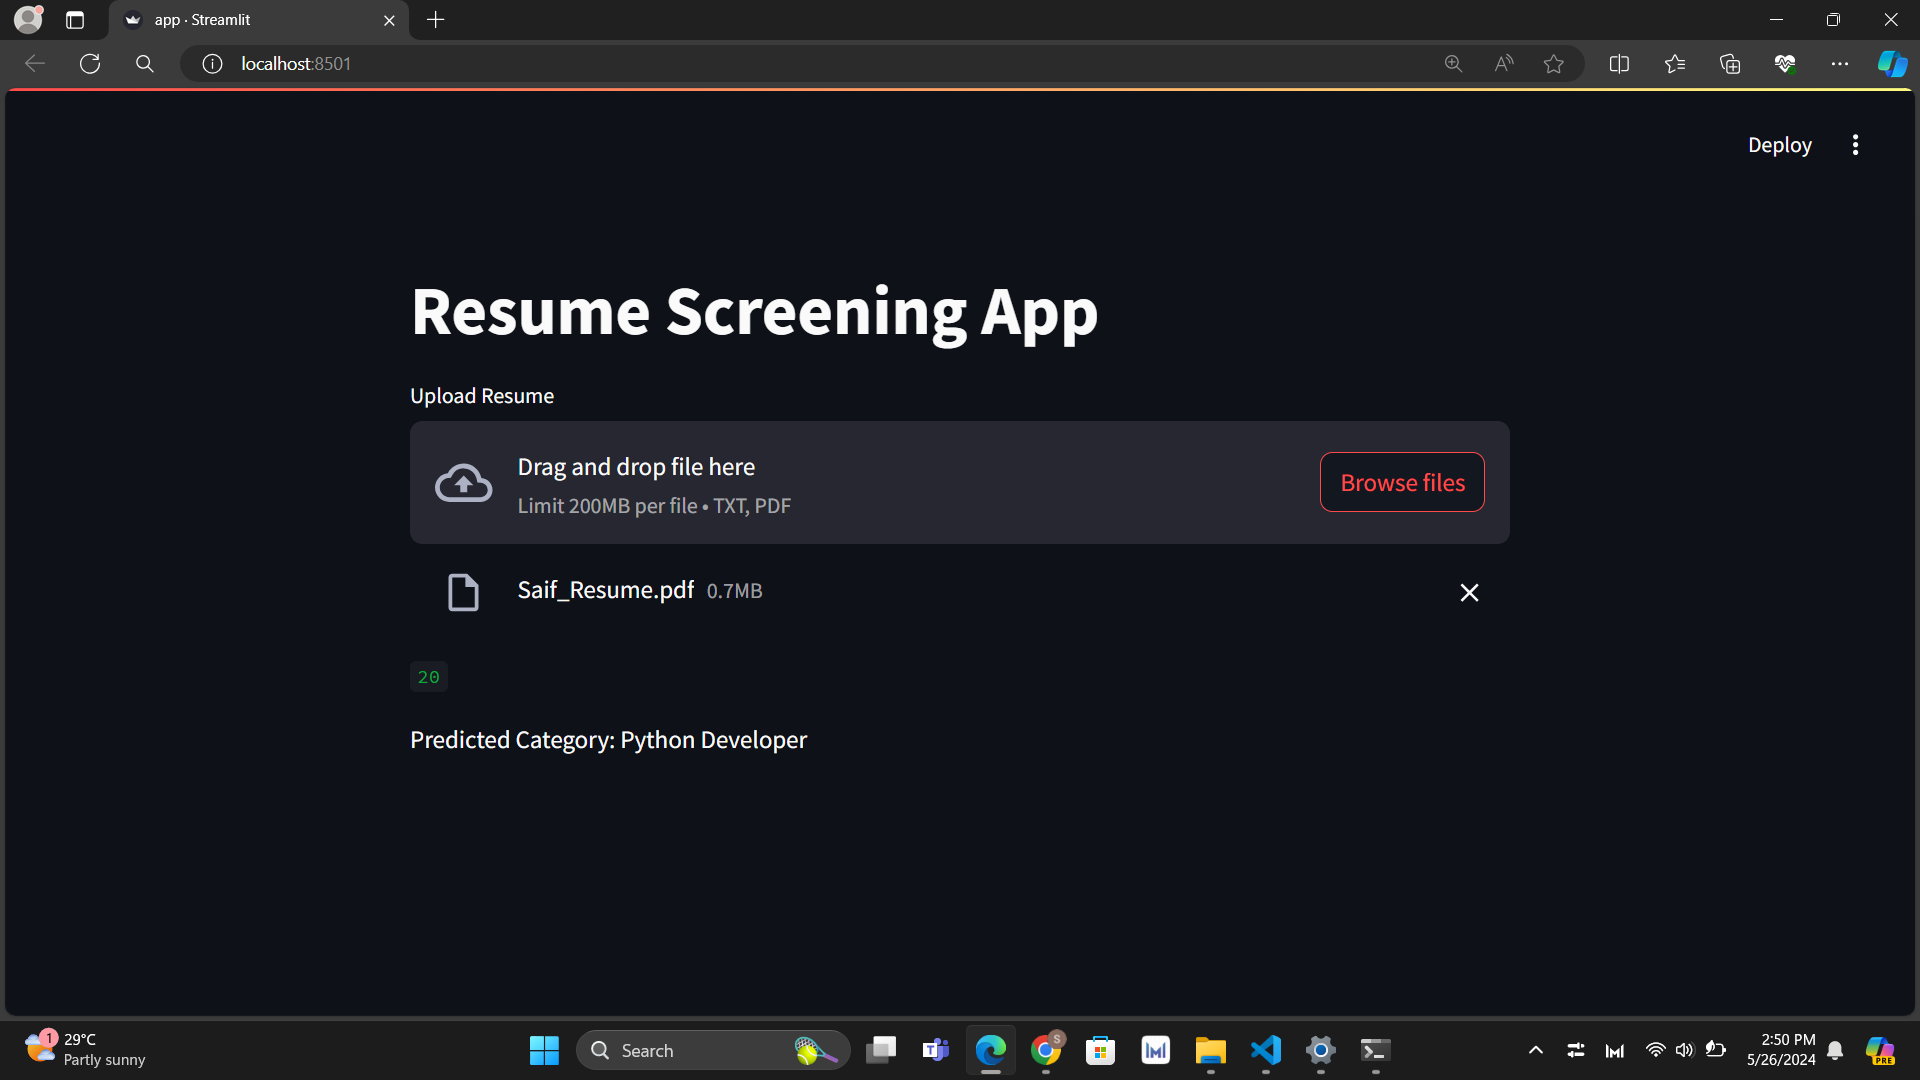 app · Streamlit
localhost:8501
Deploy
Resume Screening App
Upload Resume
Drag and drop file here
Limit 200MB per file • TXT, PDF
Browse files
Saif_Resume.pdf 0.7MB
20
Predicted Category: Python Developer
1
29°C
Partly sunny
Search
S
2:50 PM
5/26/2024
PRE